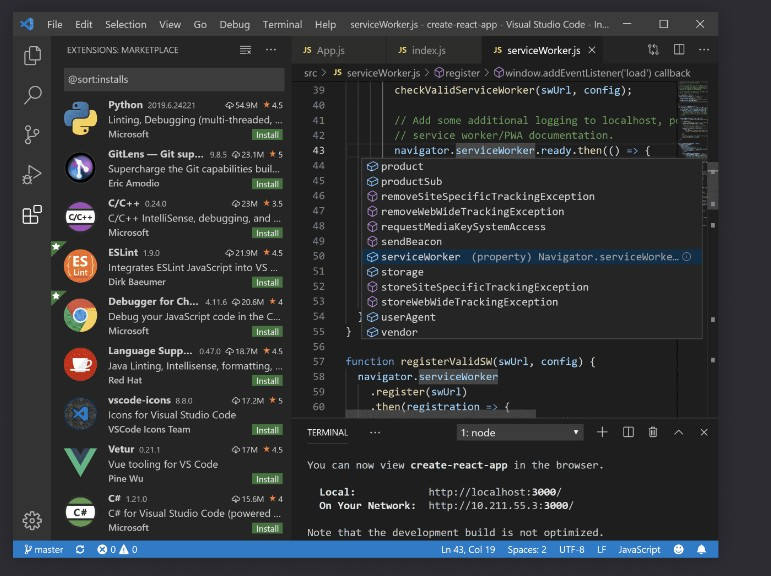 File Edit Selection View Go Debug Terminal Help serviceWorker.js - create-react-app - Visual Studio Code - In...
EXTENSIONS: MARKETPLACE
@sort:installs
Python 2019.6.24221 54.9M 4.5
Linting, Debugging (multi-threaded, ...
Microsoft Install
GitLens — Git sup... 9.8.5 23.1M 5
Supercharge the Git capabilities buil...
Eric Amodio Install
C/C++
C/C++ 0.24.0 23M 3.5
C/C++ IntelliSense, debugging, and ...
Microsoft Install
ES
Lint
ESLint 1.9.0 21.9M 4.5
Integrates ESLint JavaScript into VS ...
Dirk Baeumer Install
Debugger for Ch... 4.11.6 20.6M 4
Debug your JavaScript code in the C...
Microsoft Install
Language Supp... 0.47.0 18.7M 4.5
Java Linting, Intellisense, formatting, ...
Red Hat Install
vscode-icons 8.8.0 17.2M 5
Icons for Visual Studio Code
VSCode Icons Team Install
Vetur 0.21.1 17M 4.5
Vue tooling for VS Code
Pine Wu Install
C#
C# 1.21.0 15.6M 4
C# for Visual Studio Code (powered ...
Microsoft Install
JS App.js JS index.js JS serviceWorker.js
src > JS serviceWorker.js > register > window.addEventListener('load') callback
39 checkValidServiceWorker(swUrl, config);
40
41 // Add some additional logging to localhost, p
42 // service worker/PWA documentation.
43 navigator.serviceWorker.ready.then(() => {
44 product
45 productSub
46 removeSiteSpecificTrackingException
47 removeWebWideTrackingException
48 requestMediaKeySystemAccess
49 sendBeacon
50 serviceWorker (property) Navigator.serviceWorke...
51 storage
52 storeSiteSpecificTrackingException
53 storeWebWideTrackingException
54 } userAgent
55 } vendor
56
57 function registerValidSW(swUrl, config) {
58 navigator.serviceWorker
59 .register(swUrl)
60 .then(registration => {
TERMINAL ... 1: node
You can now view create-react-app in the browser.
Local: http://localhost:3000/
On Your Network: http://10.211.55.3:3000/
Note that the development build is not optimized.
master 0 0 Ln 43, Col 19 Spaces: 2 UTF-8 LF JavaScript